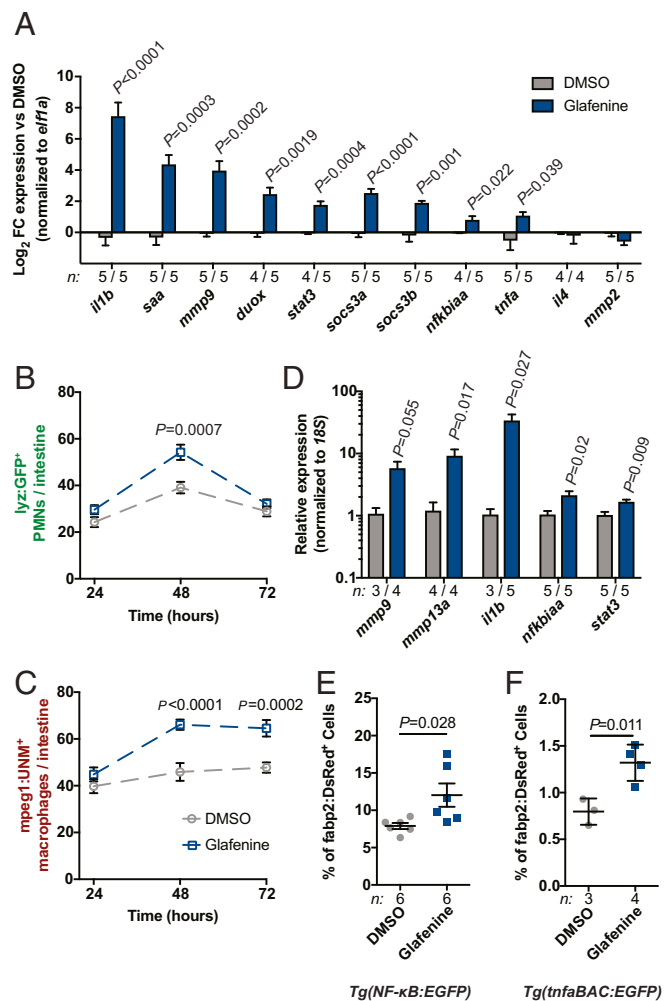 A
Log2 FC expression vs DMSO
(normalized to elf1a)
10
8
6
4
2
0
P<0.0001
P=0.0003
P=0.0002
P=0.0019
P=0.0004
P<0.0001
P=0.001
P=0.022
P=0.039
DMSO
Glafenine
n: 5 / 5 5 / 5 5 / 5 4 / 5 4 / 5 5 / 5 5 / 5 4 / 5 5 / 5 4 / 4 5 / 5
il1b saa mmp9 duox stat3 socs3a socs3b nfkbiaa tnfa il4 mmp2
B
lyz:GFP+
PMNs / intestine
80
60
40
20
0
P=0.0007
24 48 72
Time (hours)
D
Relative expression
(normalized to 18S)
100
10
1
0.1
P=0.055
P=0.017
P=0.027
P=0.02
P=0.009
n: 3 / 4 4 / 4 3 / 5 5 / 5 5 / 5
mmp9 mmp13a il1b nfkbiaa stat3
C
mpeg1:UNM+
macrophages / intestine
80
60
40
20
0
P<0.0001 P=0.0002
DMSO
Glafenine
24 48 72
Time (hours)
E
% of fabp2:DsRed+ Cells
25
20
15
10
5
0
P=0.028
n: 6 6
DMSO Glafenine
Tg(NF-κB:EGFP)
F
% of fabp2:DsRed+ Cells
2.0
1.5
1.0
0.5
0.0
P=0.011
n: 3 4
DMSO Glafenine
Tg(tnfaBAC:EGFP)